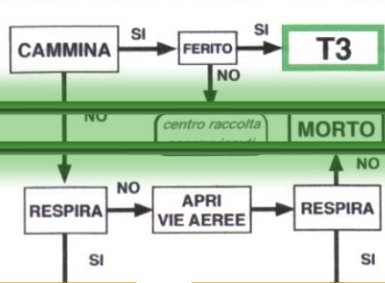 CAMMINA
SI
FERITO
SI
T3
NO
NO
centro raccolta
MORTO
NO
RESPIRA
NO
APRI
VIE AEREE
RESPIRA
SI
SI